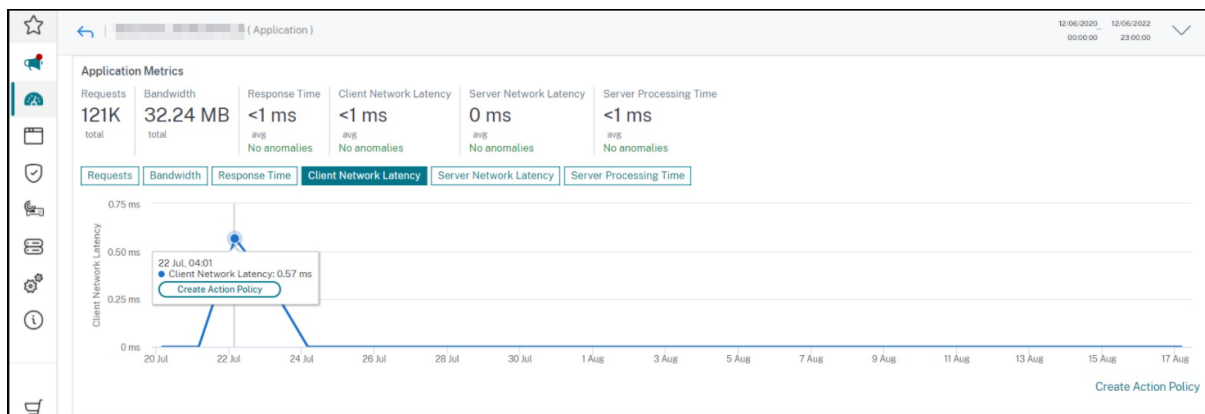 ( Application )
12/06/2020 _ 12/06/2022
00:00:00 23:00:00
Application Metrics
Requests Bandwidth Response Time Client Network Latency Server Network Latency Server Processing Time
121K 32.24 MB <1 ms <1 ms 0 ms <1 ms
total total avg avg avg avg
No anomalies No anomalies No anomalies No anomalies
Requests Bandwidth Response Time Client Network Latency Server Network Latency Server Processing Time
0.75 ms
0.50 ms
0.25 ms
0 ms
Client Network Latency
22 Jul, 04:01
Client Network Latency: 0.57 ms
Create Action Policy
20 Jul 22 Jul 24 Jul 26 Jul 28 Jul 30 Jul 1 Aug 3 Aug 5 Aug 7 Aug 9 Aug 11 Aug 13 Aug 15 Aug 17 Aug
Create Action Policy